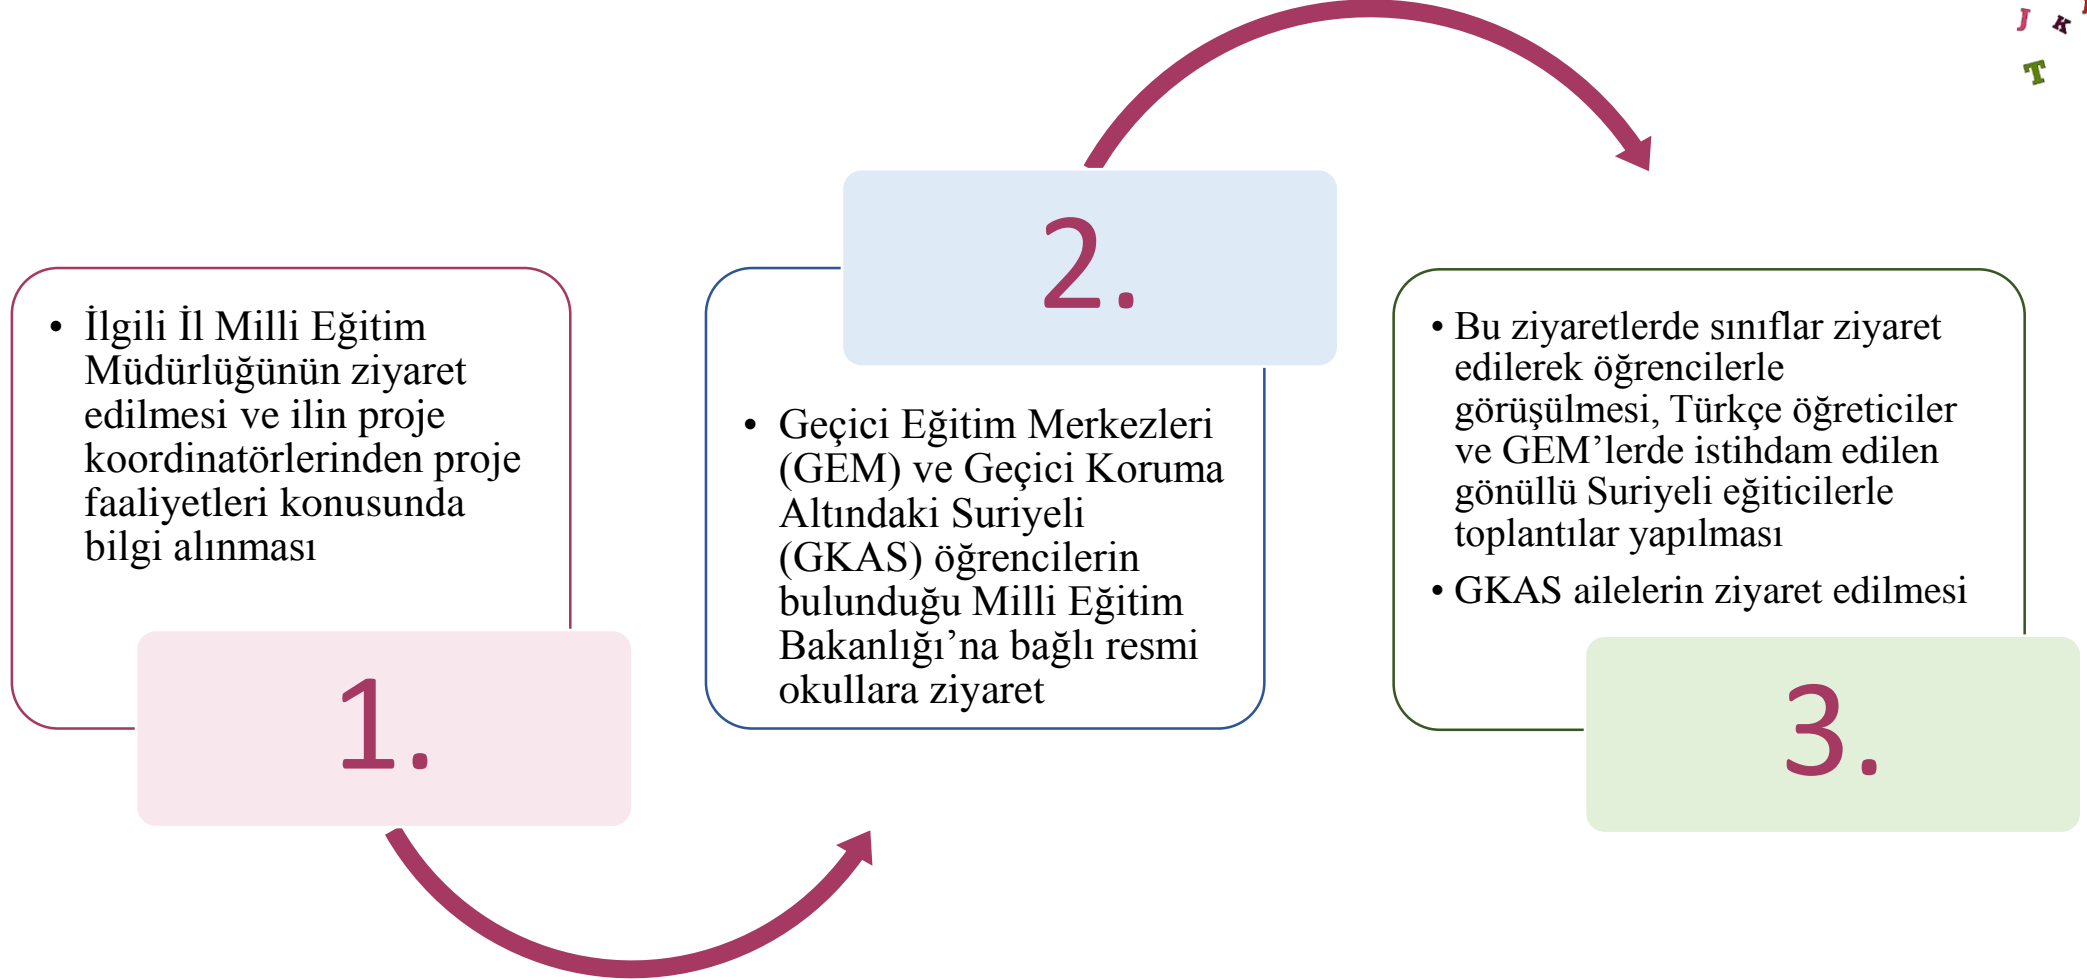 • İlgili İl Milli Eğitim
Müdürlüğünün ziyaret
edilmesi ve ilin proje
koordinatörlerinden proje
faaliyetleri konusunda
bilgi alınması
1.
2.
• Geçici Eğitim Merkezleri
(GEM) ve Geçici Koruma
Altındaki Suriyeli
(GKAS) öğrencilerin
bulunduğu Milli Eğitim
Bakanlığı’na bağlı resmi
okullara ziyaret
• Bu ziyaretlerde sınıflar ziyaret
edilerek öğrencilerle
görüşülmesi, Türkçe öğreticiler
ve GEM’lerde istihdam edilen
gönüllü Suriyeli eğiticilerle
toplantılar yapılması
• GKAS ailelerin ziyaret edilmesi
3.
J K
T